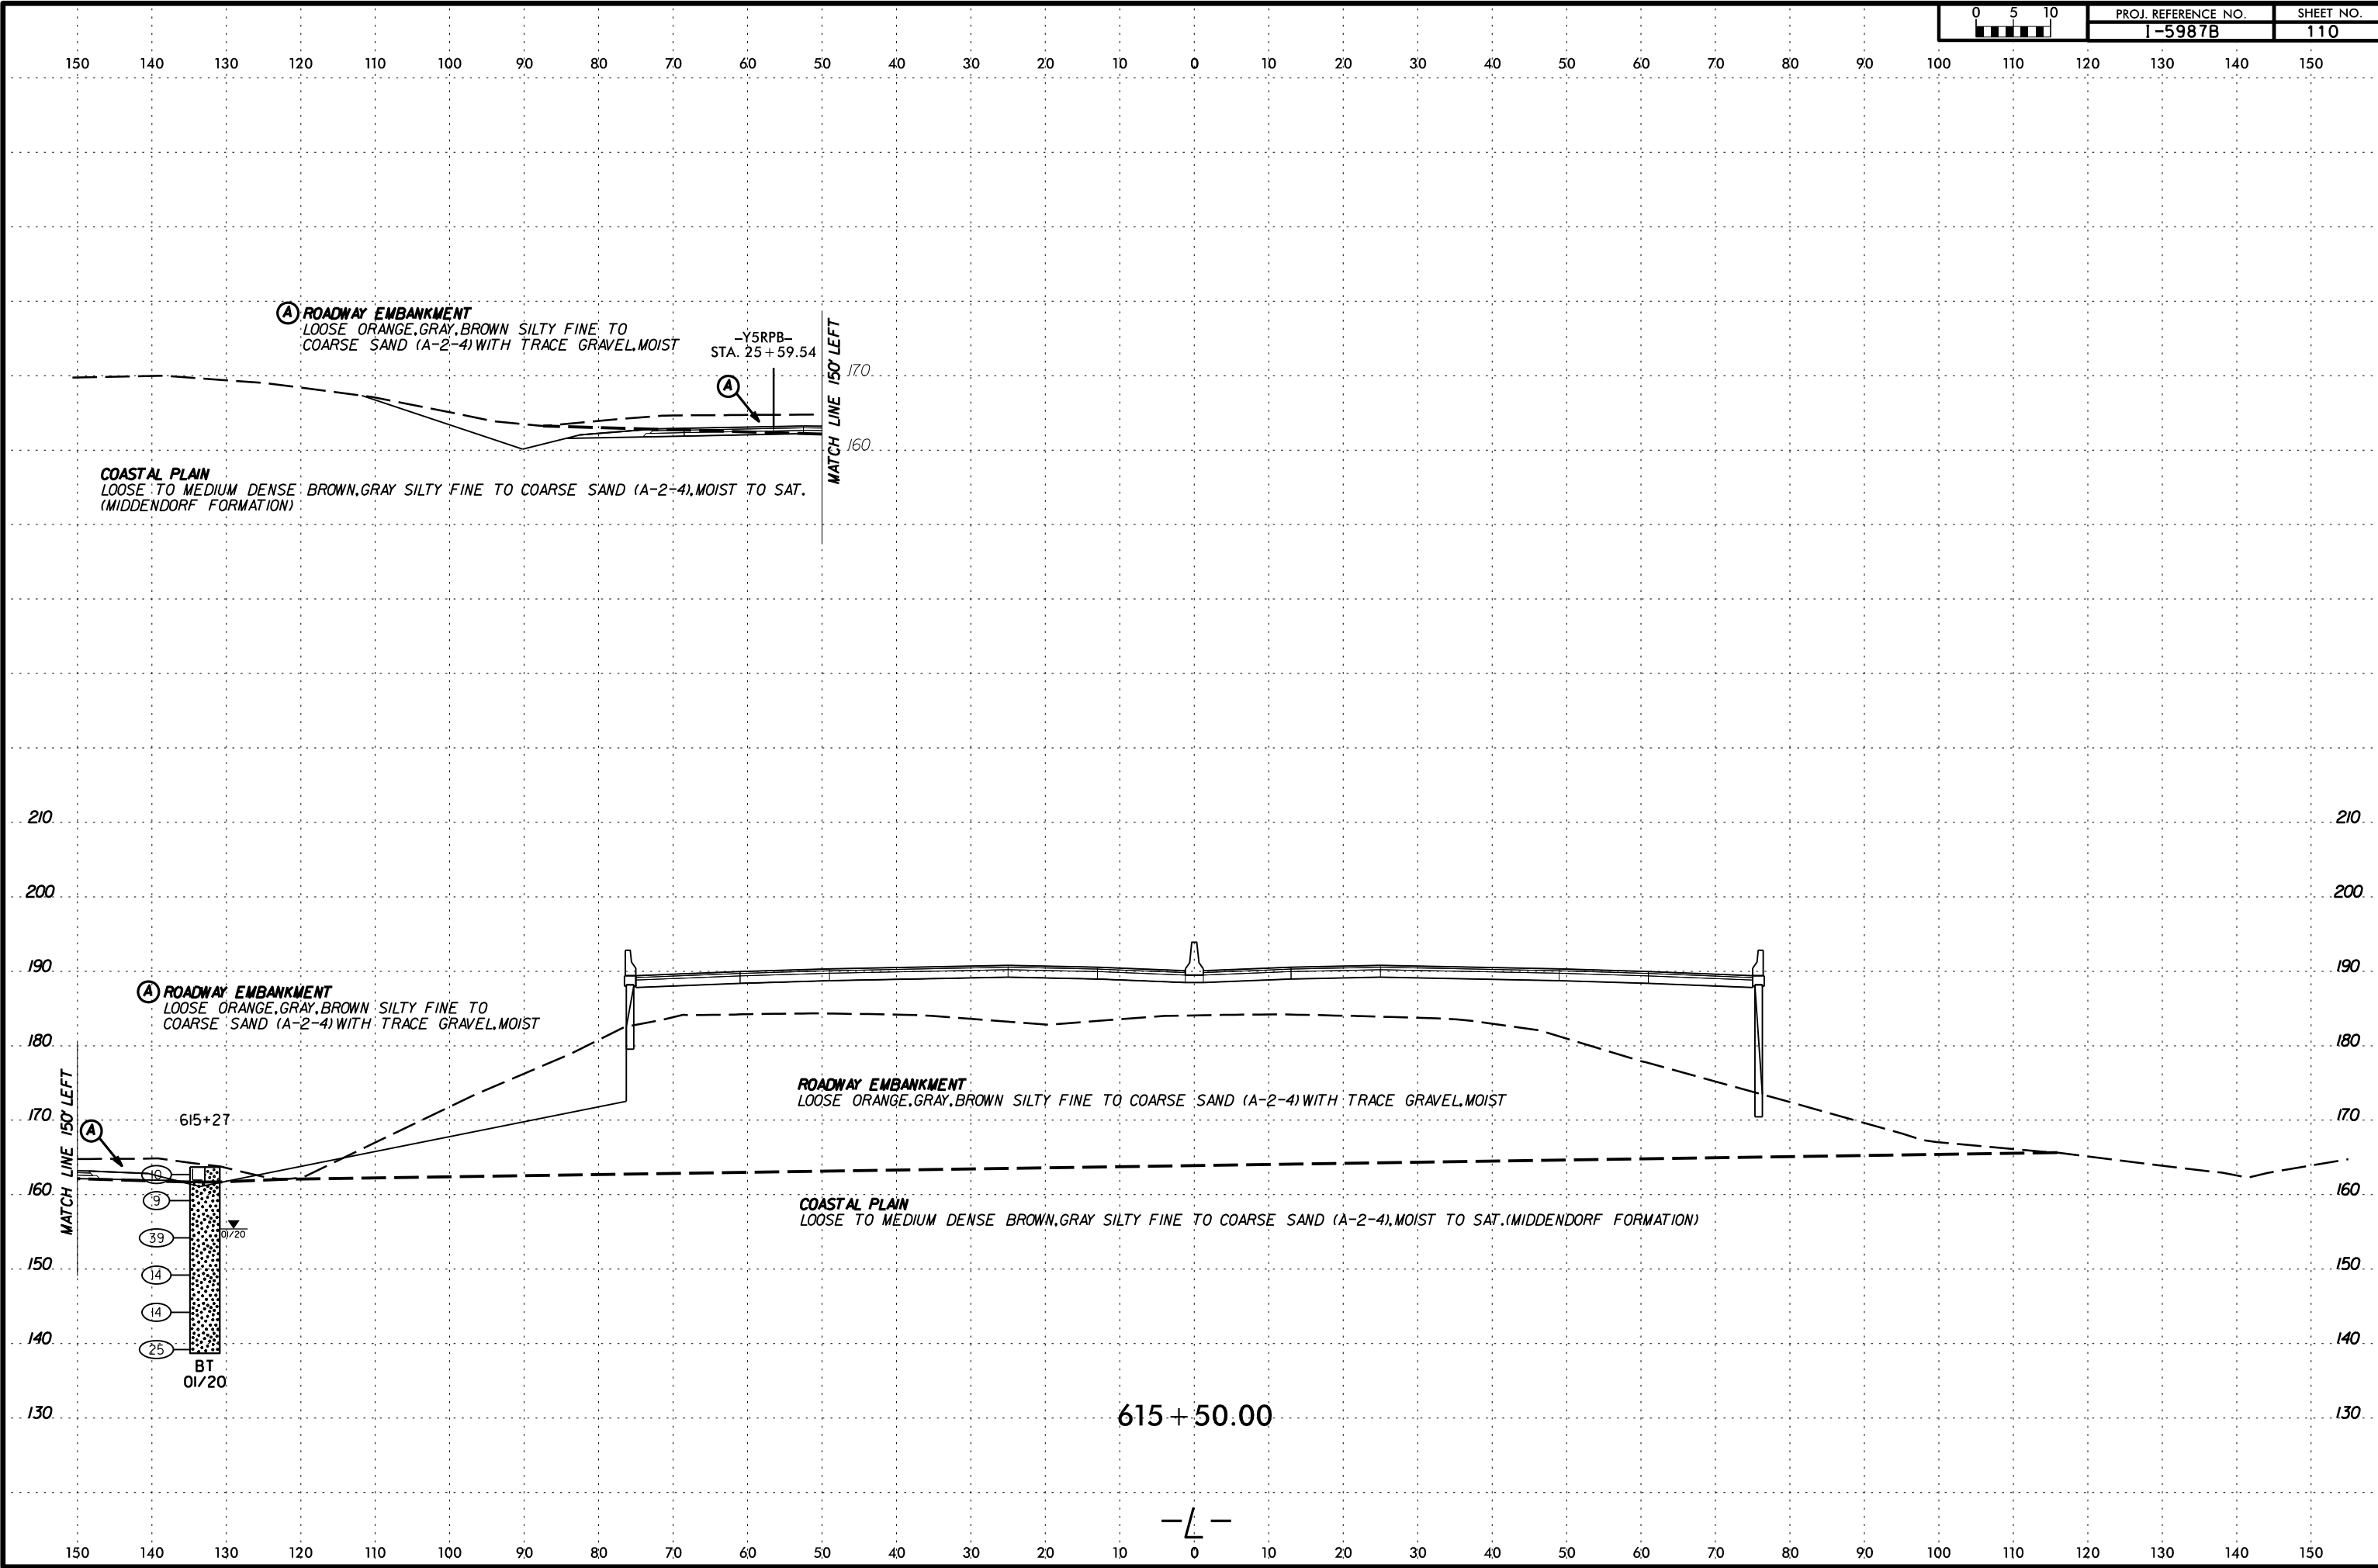 0 5 10
PROJ. REFERENCE NO. SHEET NO.
I-5987B 110
150 140 130 120 110 100 90 80 70 60 50 40 30 20 10 0 10 20 30 40 50 60 70 80 90 100 110 120 130 140 150
A ROADWAY EMBANKMENT
LOOSE ORANGE,GRAY,BROWN SILTY FINE TO
COARSE SAND (A-2-4) WITH TRACE GRAVEL,MOIST
-Y5RPB-
STA. 25+59.54
MATCH LINE 150' LEFT
170
A
160
COASTAL PLAIN
LOOSE TO MEDIUM DENSE BROWN,GRAY SILTY FINE TO COARSE SAND (A-2-4),MOIST TO SAT.
(MIDDENDORF FORMATION)
210 210
200 200
190 190
A ROADWAY EMBANKMENT
LOOSE ORANGE,GRAY,BROWN SILTY FINE TO
COARSE SAND (A-2-4) WITH TRACE GRAVEL,MOIST
180 180
ROADWAY EMBANKMENT
LOOSE ORANGE,GRAY,BROWN SILTY FINE TO COARSE SAND (A-2-4) WITH TRACE GRAVEL,MOIST
170 170
615+27
MATCH LINE 150' LEFT
A
10
160 160
9
COASTAL PLAIN
LOOSE TO MEDIUM DENSE BROWN,GRAY SILTY FINE TO COARSE SAND (A-2-4),MOIST TO SAT.(MIDDENDORF FORMATION)
01/20
39
150 150
14
14
140 140
25
BT
01/20
130 130
615+50.00
-L-
150 140 130 120 110 100 90 80 70 60 50 40 30 20 10 0 10 20 30 40 50 60 70 80 90 100 110 120 130 140 150